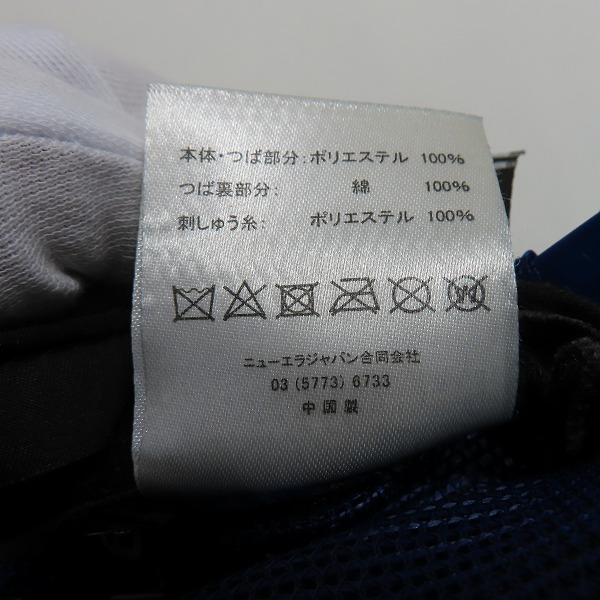 本体・つば部分:ポリエステル 100%
つば裏部分: 綿 100%
刺しゅう糸: ポリエステル 100%
ニューエラジャパン合同会社
03 (5773) 6733
中国製